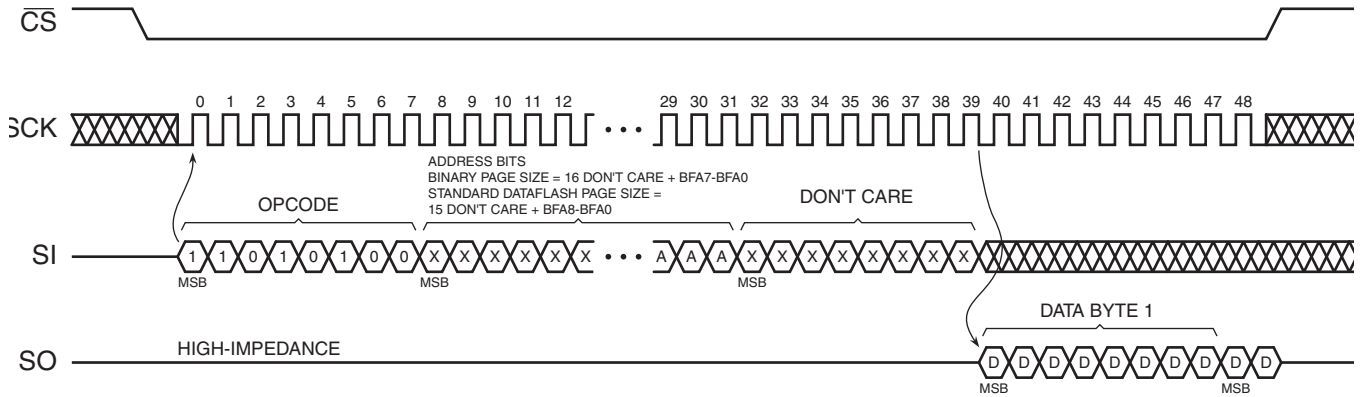 CS
0 1 2 3 4 5 6 7 8 9 10 11 12 29 30 31 32 33 34 35 36 37 38 39 40 41 42 43 44 45 46 47 48
SCK • • •
ADDRESS BITS
BINARY PAGE SIZE = 16 DON'T CARE + BFA7-BFA0
STANDARD DATAFLASH PAGE SIZE =
15 DON'T CARE + BFA8-BFA0
OPCODE
DON'T CARE
SI 1 1 0 1 0 1 0 0 X X X X X X • • • A A A X X X X X X X X
MSB MSB MSB
DATA BYTE 1
HIGH-IMPEDANCE
SO D D D D D D D D D D
MSB MSB